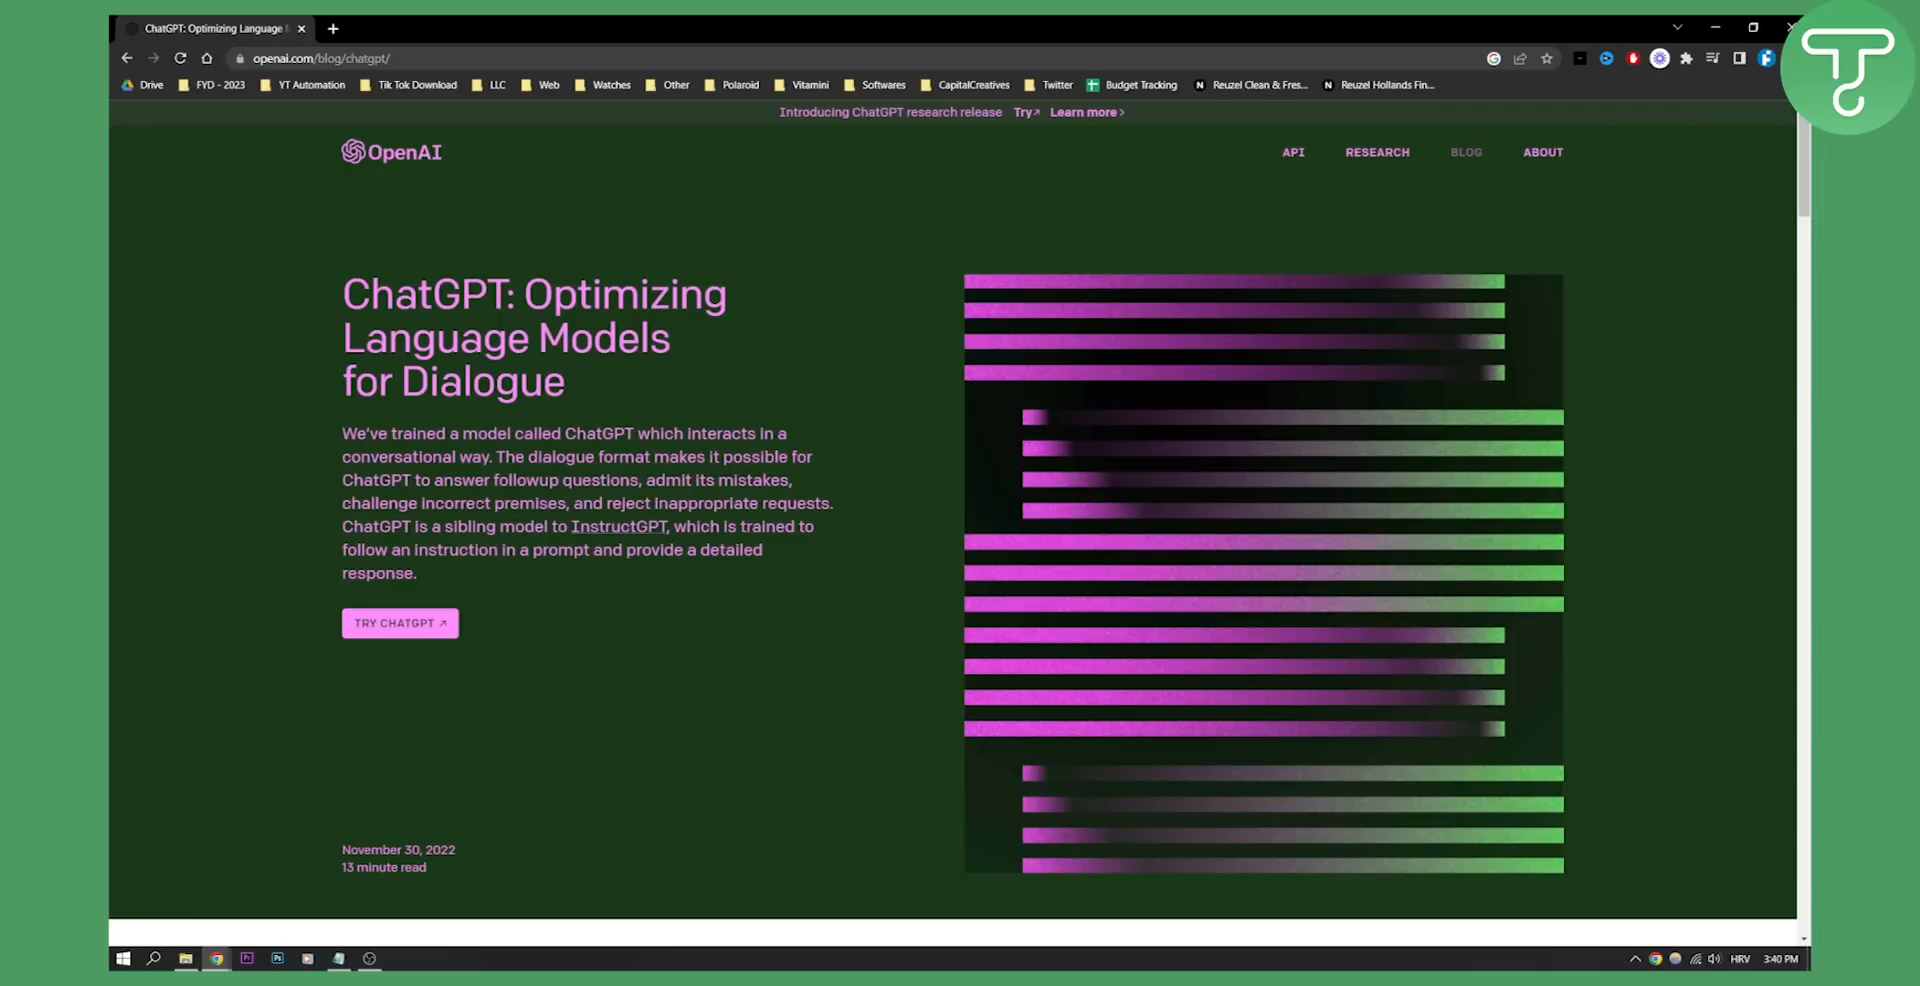 ChatGPT: Optimizing Language
openai.com/blog/chatgpt/
Drive FYD - 2023 YT Automation Tik Tok Download LLC Web Watches Other Polaroid Vitamini Softwares CapitalCreatives Twitter Budget Tracking Reuzel Clean & Fres... Reuzel Hollands Fin...
Introducing ChatGPT research release Try↗ Learn more›
OpenAI
API RESEARCH BLOG ABOUT
ChatGPT: Optimizing
Language Models
for Dialogue
We've trained a model called ChatGPT which interacts in a
conversational way. The dialogue format makes it possible for
ChatGPT to answer followup questions, admit its mistakes,
challenge incorrect premises, and reject inappropriate requests.
ChatGPT is a sibling model to InstructGPT, which is trained to
follow an instruction in a prompt and provide a detailed
response.
TRY CHATGPT ↗
November 30, 2022
13 minute read
Pr Ps HRV 3:40 PM